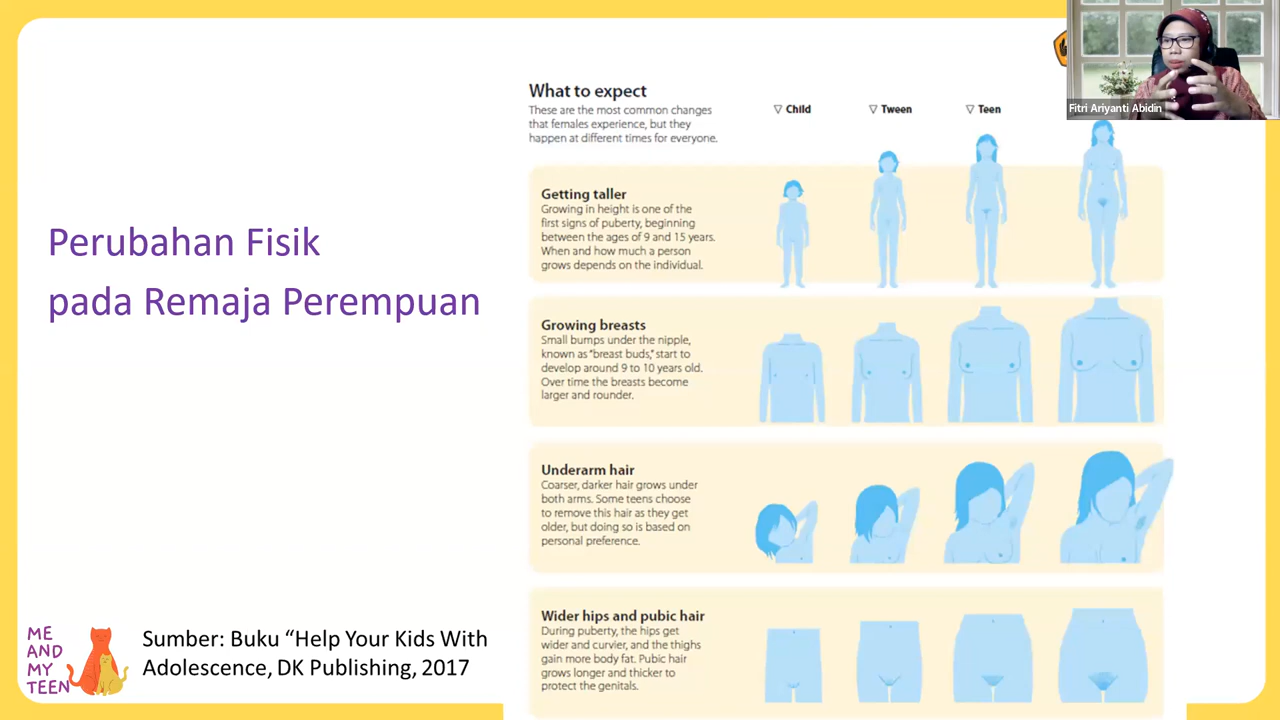 Perubahan Fisik
pada Remaja Perempuan
ME
AND
MY
TEEN
Sumber: Buku “Help Your Kids With
Adolescence, DK Publishing, 2017
What to expect
These are the most common changes
that females experience, but they
happen at different times for everyone.
▽ Child
▽ Tween
▽ Teen
Getting taller
Growing in height is one of the
first signs of puberty, beginning
between the ages of 9 and 15 years.
When and how much a person
grows depends on the individual.
Growing breasts
Small bumps under the nipple,
known as “breast buds,” start to
develop around 9 to 10 years old.
Over time the breasts become
larger and rounder.
Underarm hair
Coarser, darker hair grows under
both arms. Some teens choose
to remove this hair as they get
older, but doing so is based on
personal preference.
Wider hips and pubic hair
During puberty, the hips get
wider and curvier, and the thighs
gain more body fat. Pubic hair
grows longer and thicker to
protect the genitals.
Fitri Ariyanti Abidin